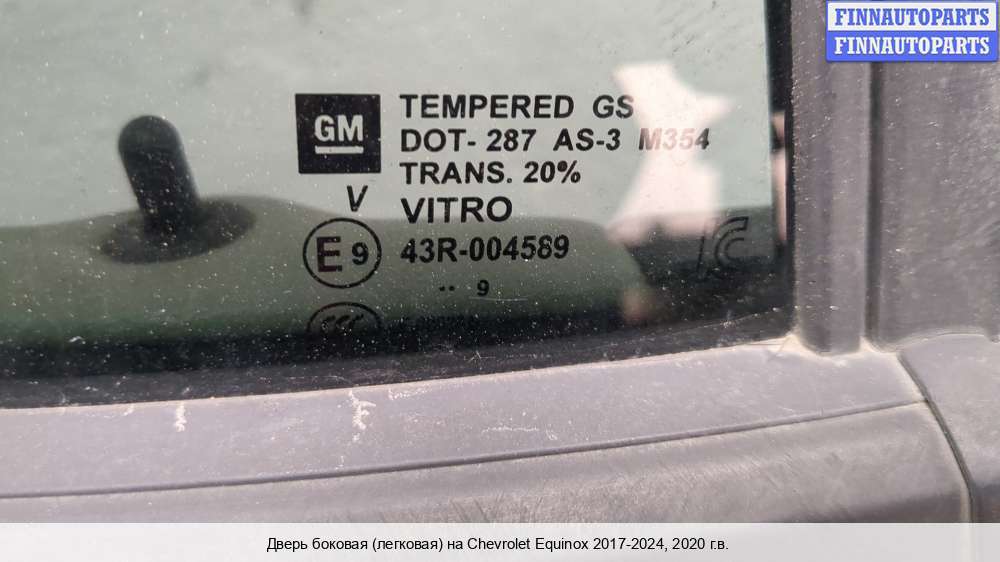 FINNAUTOPARTS
FINNAUTOPARTS
GM
TEMPERED GS
DOT- 287 AS-3 M354
TRANS. 20%
V
VITRO
E 9
43R-004589
.. 9
Дверь боковая (легковая) на Chevrolet Equinox 2017-2024, 2020 г.в.